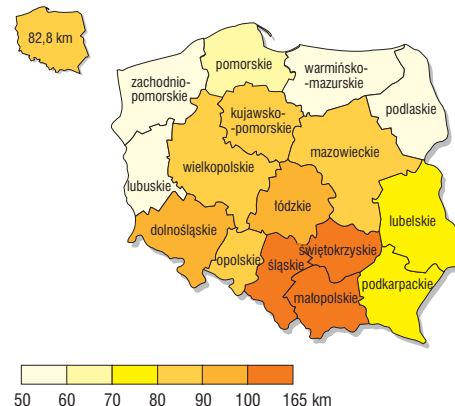 82,8 km
pomorskie
warmińsko-
-mazurskie
zachodnio-
pomorskie
podlaskie
kujawsko-
-pomorskie
mazowieckie
wielkopolskie
lubuskie
łódzkie
lubelskie
dolnośląskie
świętokrzyskie
opolskie
śląskie
podkarpackie
małopolskie
50 60 70 80 90 100 165 km